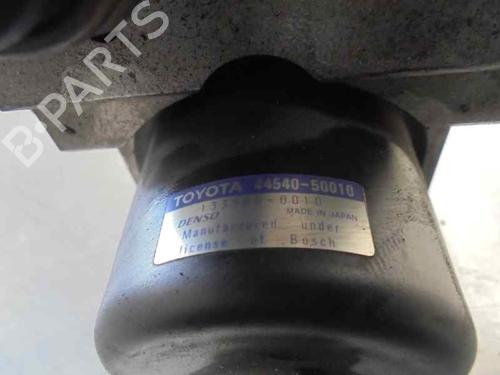 B-PARTS
TOYOTA 44540-50010
DENSO MADE IN JAPAN
Manufactured under
license of Bosch